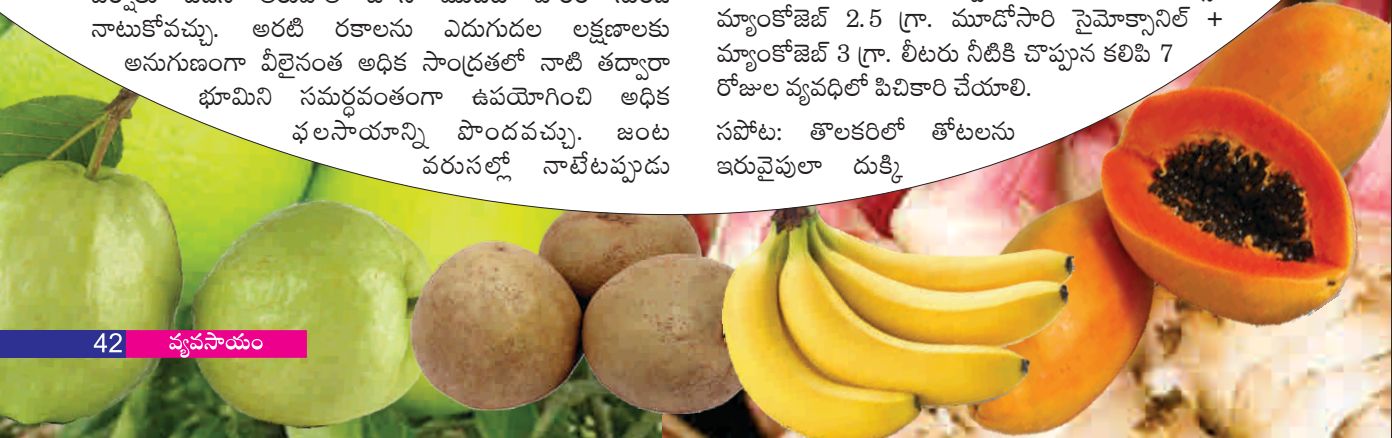 నాటుకోవచ్చు. అరటి రకాలను ఎదుగుదల లక్షణాలకు
అనుగుణంగా వీలైనంత అధిక సాంద్రతలో నాటి తద్వారా
భూమిని సమర్ధవంతంగా ఉపయోగించి అధిక
ఫలసాయాన్ని పొందవచ్చు. జంట
వరుసల్లో నాటేటప్పుడు
మ్యాంకోజెబ్ 2.5 గ్రా. మూడోసారి సైమోక్సానిల్ +
మ్యాంకోజెబ్ 3 గ్రా. లీటరు నీటికి చొప్పున కలిపి 7
రోజుల వ్యవధిలో పిచికారి చేయాలి.
సపోట: తొలకరిలో తోటలను
ఇరువైపులా దుక్కి
42 వ్యవసాయం